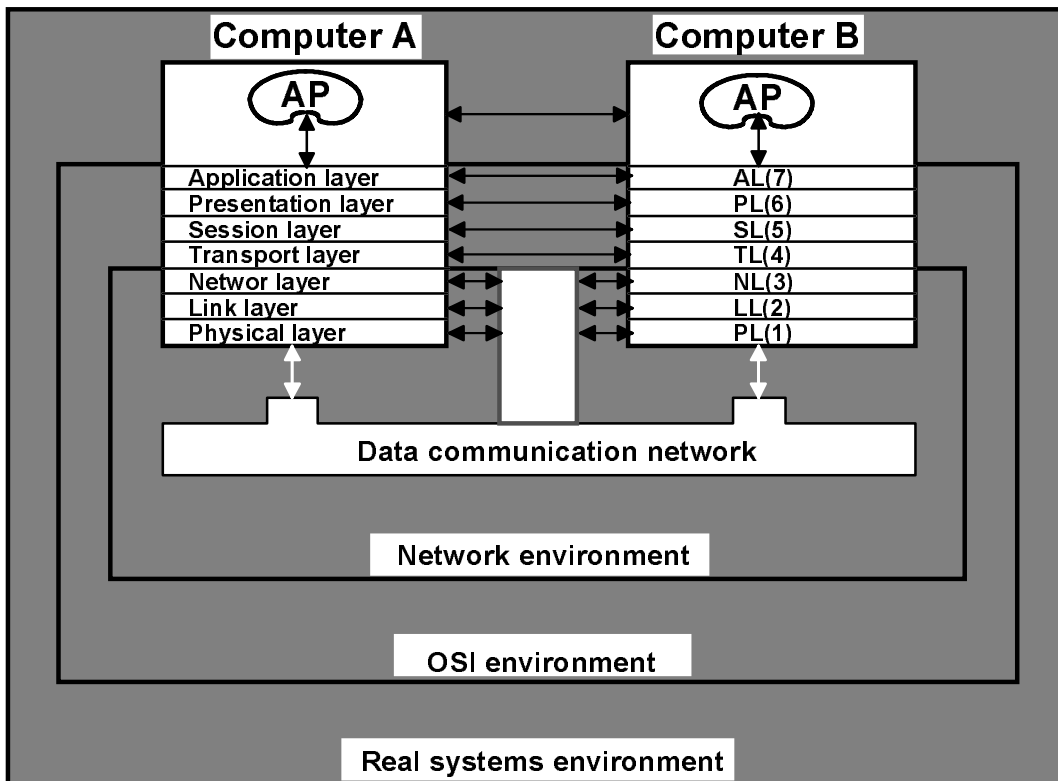 Computer A
Computer B
AP
AP
Application layer
AL(7)
Presentation layer
PL(6)
Session layer
SL(5)
Transport layer
TL(4)
Networ layer
NL(3)
Link layer
LL(2)
Physical layer
PL(1)
Data communication network
Network environment
OSI environment
Real systems environment